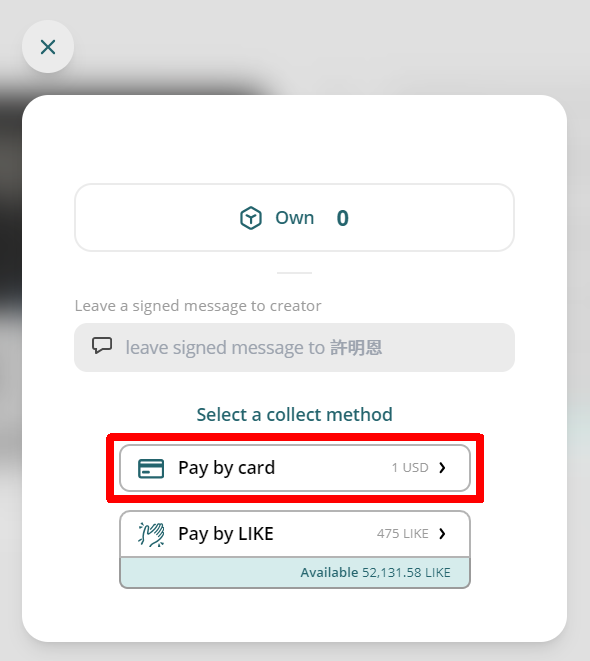 Own 0
Leave a signed message to creator
leave signed message to 許明恩
Select a collect method
Pay by card 1 USD
Pay by LIKE 475 LIKE
Available 52,131.58 LIKE